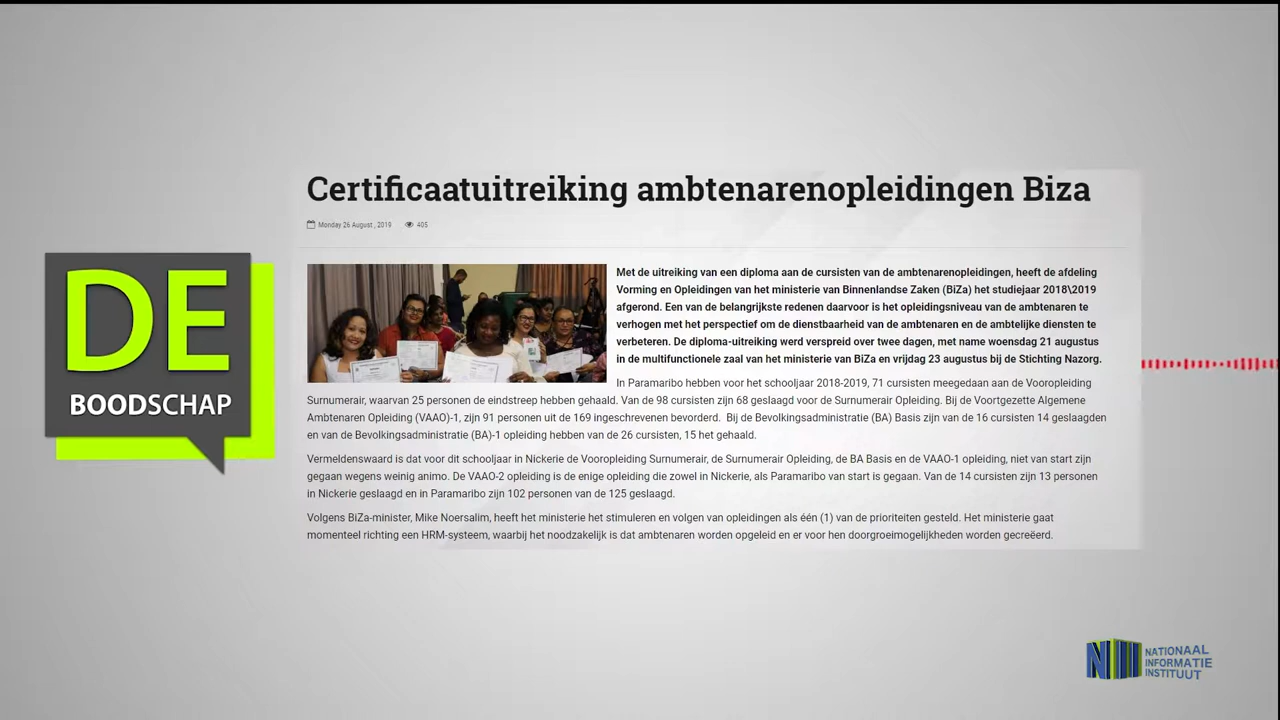 Certificaatuitreiking ambtenarenopleidingen Biza
Monday 26 August , 2019 405
Met de uitreiking van een diploma aan de cursisten van de ambtenarenopleidingen, heeft de afdeling
Vorming en Opleidingen van het ministerie van Binnenlandse Zaken (BiZa) het studiejaar 2018\2019
afgerond. Een van de belangrijkste redenen daarvoor is het opleidingsniveau van de ambtenaren te
verhogen met het perspectief om de dienstbaarheid van de ambtenaren en de ambtelijke diensten te
verbeteren. De diploma-uitreiking werd verspreid over twee dagen, met name woensdag 21 augustus
in de multifunctionele zaal van het ministerie van BiZa en vrijdag 23 augustus bij de Stichting Nazorg.
In Paramaribo hebben voor het schooljaar 2018-2019, 71 cursisten meegedaan aan de Vooropleiding
Surnumerair, waarvan 25 personen de eindstreep hebben gehaald. Van de 98 cursisten zijn 68 geslaagd voor de Surumerair Opleiding. Bij de Voortgezette Algemene
Ambtenaren Opleiding (VAAO)-1, zijn 91 personen uit de 169 ingeschrevenen bevorderd. Bij de Bevolkingsadministratie (BA) Basis zijn van de 16 cursisten 14 geslaagden
en van de Bevolkingsadministratie (BA)-1 opleiding hebben van de 26 cursisten, 15 het gehaald.
Vermeldenswaard is dat voor dit schooljaar in Nickerie de Vooropleiding Surumerair, de Surnumerair Opleiding, de BA Basis en de VAAO-1 opleiding, niet van start zijn
gegaan wegens weinig animo. De VAAO-2 opleiding is de enige opleiding die zowel in Nickerie, als Paramaribo van start is gegaan. Van de 14 cursisten zijn 13 personen
in Nickerie geslaagd en in Paramaribo zijn 102 personen van de 125 geslaagd.
Volgens BiZa-minister, Mike Noersalim, heeft het ministerie het stimuleren en volgen van opleidingen als één (1) van de prioriteiten gesteld. Het ministerie gaat
momenteel richting een HRM-systeem, waarbij het noodzakelijk is dat ambtenaren worden opgeleid en er voor hen doorgroeimogelijkheden worden gecreëerd.
DE
BOODSCHAP
NATIONAAL
INFORMATIE
INSTITUUT